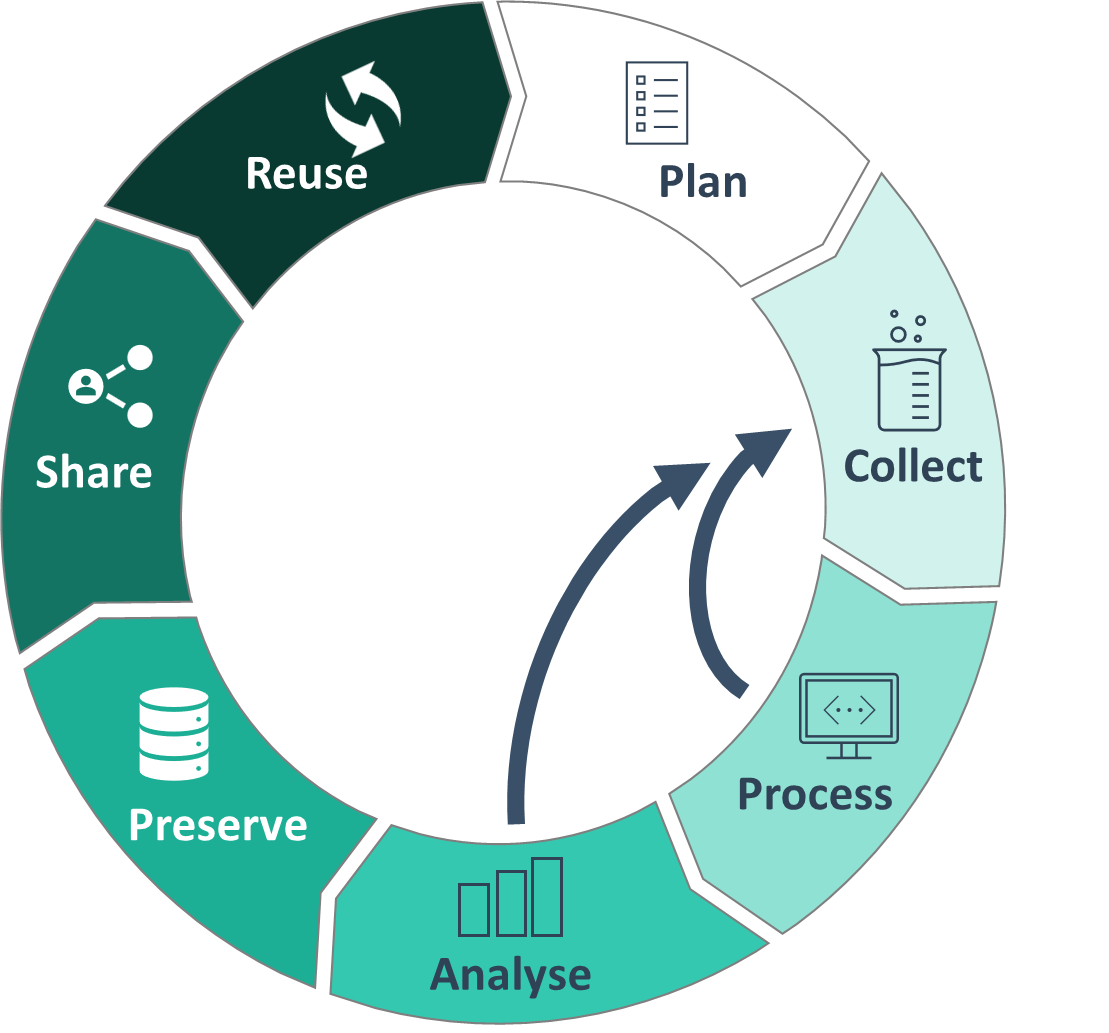 Plan
Collect
Process
Analyse
Preserve
Share
Reuse